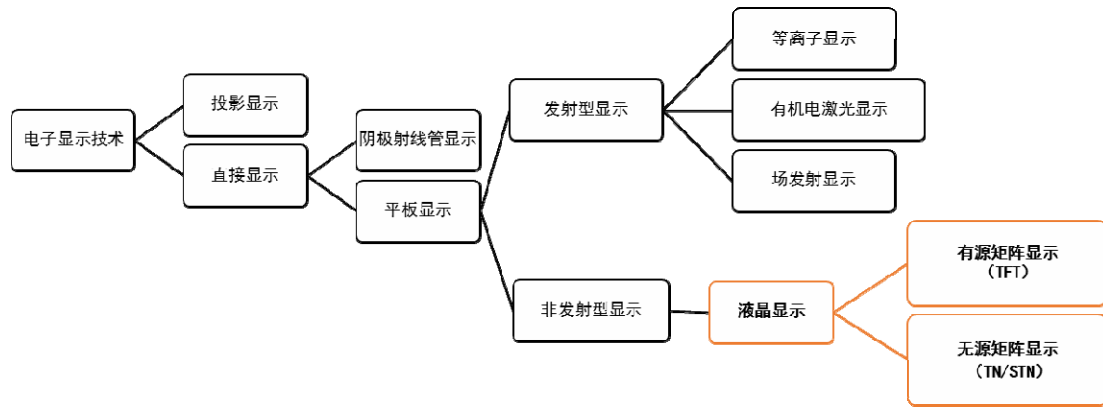 电子显示技术
投影显示
直接显示
阴极射线管显示
平板显示
发射型显示
非发射型显示
等离子显示
有机电激光显示
场发射显示
液晶显示
有源矩阵显示
（TFT）
无源矩阵显示
（TN/STN）